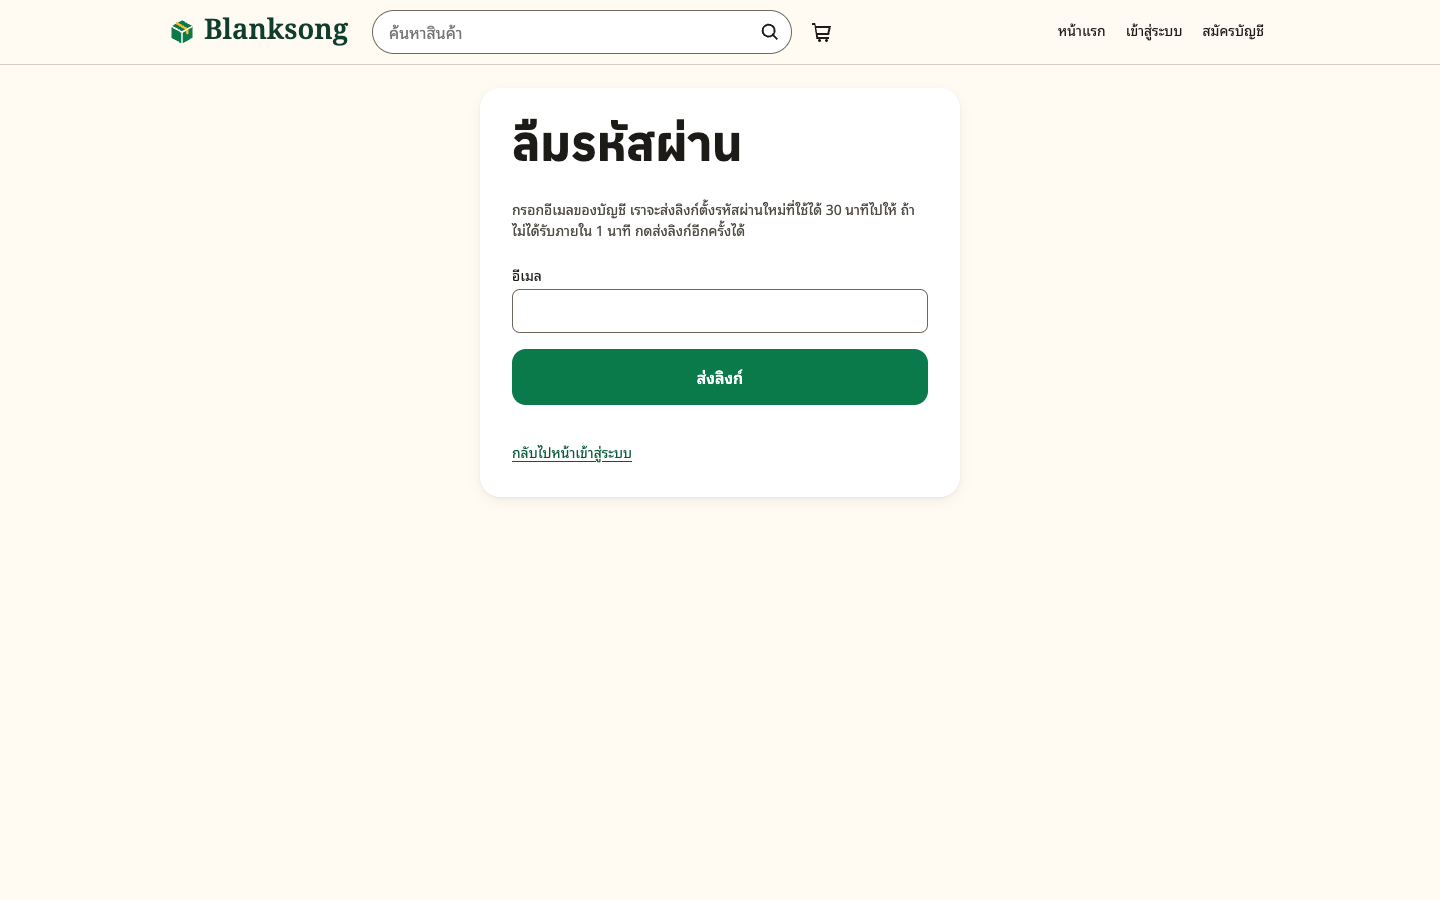 Blanksong
ค้นหาสินค้า
หน้าแรก
เข้าสู่ระบบ
สมัครบัญชี
ลืมรหัสผ่าน
กรอกอีเมลของบัญชี เราจะส่งลิงก์ตั้งรหัสผ่านใหม่ที่ใช้ได้ 30 นาทีไปให้ ถ้า
ไม่ได้รับภายใน 1 นาที กดส่งลิงก์อีกครั้งได้
อีเมล
ส่งลิงก์
กลับไปหน้าเข้าสู่ระบบ